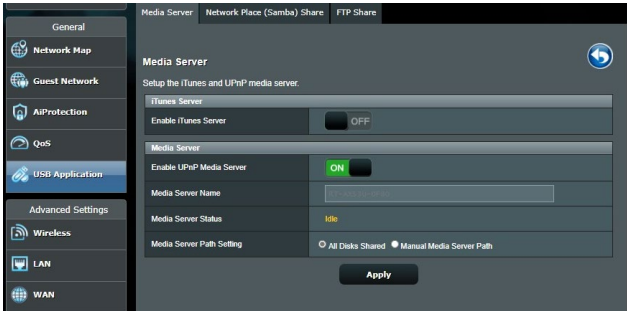 General
Network Map
Guest Network
AiProtection
QoS
USB Application
Advanced Settings
Wireless
LAN
WAN
Media Server Network Place (Samba) Share FTP Share
Media Server
Setup the iTunes and UPnP media server.
iTunes Server
Enable iTunes Server OFF
Media Server
Enable UPnP Media Server ON
Media Server Name
Media Server Status Idle
Media Server Path Setting All Disks Shared Manual Media Server Path
Apply